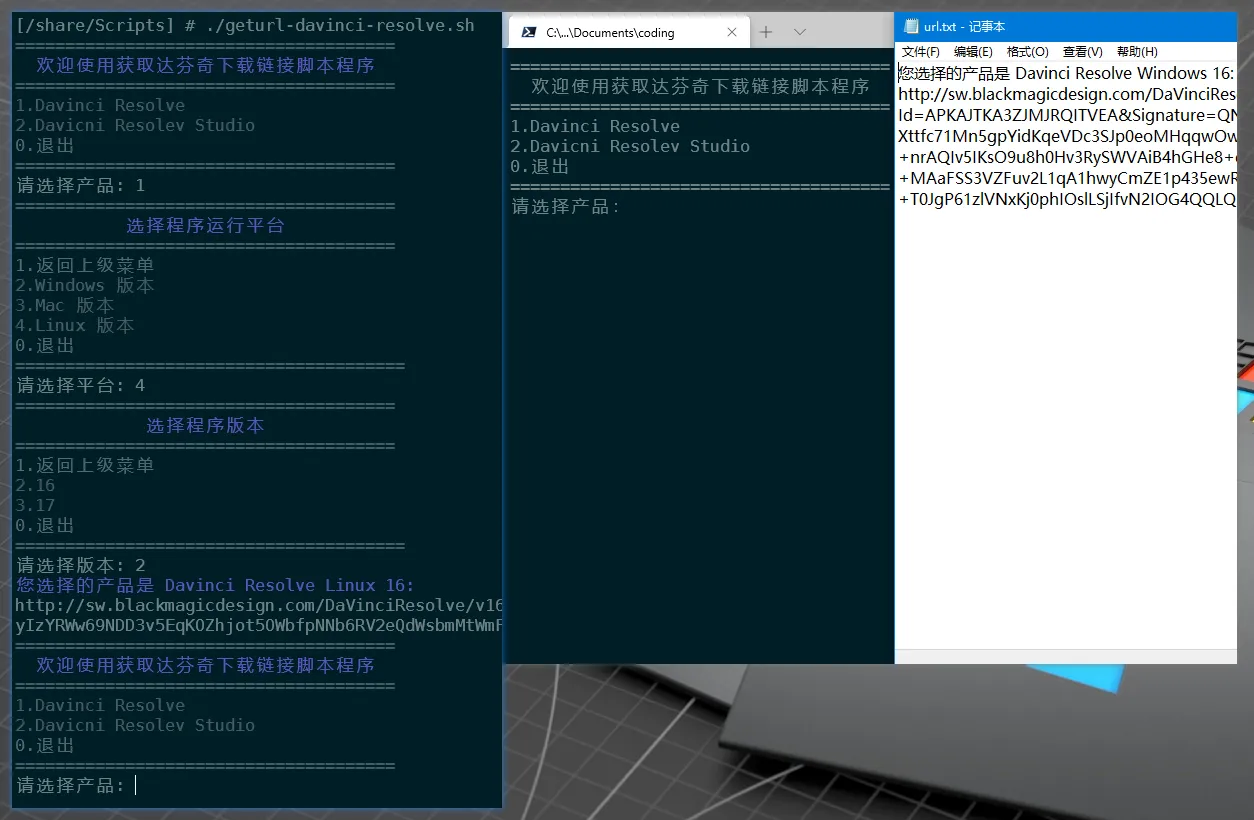 [/share/Scripts] # ./geturl-davinci-resolve.sh
======================================
欢迎使用获取达芬奇下载链接脚本程序
======================================
1.Davinci Resolve
2.Davicni Resolev Studio
0.退出
======================================
请选择产品: 1
======================================
选择程序运行平台
======================================
1.返回上级菜单
2.Windows 版本
3.Mac 版本
4.Linux 版本
0.退出
=======================================
请选择平台: 4
======================================
选择程序版本
======================================
1.返回上级菜单
2.16
3.17
0.退出
=======================================
请选择版本: 2
您选择的产品是 Davinci Resolve Linux 16:
http://sw.blackmagicdesign.com/DaVinciResolve/v16
yIzYRWw69NDD3v5EqKOZhjot5OWbfpNNb6RV2eQdWsbmMtWmF
======================================
欢迎使用获取达芬奇下载链接脚本程序
======================================
1.Davinci Resolve
2.Davicni Resolev Studio
0.退出
======================================
请选择产品:
C:\...\Documents\coding
======================================
欢迎使用获取达芬奇下载链接脚本程序
======================================
1.Davinci Resolve
2.Davicni Resolev Studio
0.退出
======================================
请选择产品:
url.txt - 记事本
文件(F) 编辑(E) 格式(O) 查看(V) 帮助(H)
您选择的产品是 Davinci Resolve Windows 16:
http://sw.blackmagicdesign.com/DaVinciRes
Id=APKAJTKA3ZJMJRQITVEA&Signature=QN
Xttfc71Mn5gpYidKqeVDc3SJp0eoMHqqwOw
+nrAQIv5IKsO9u8h0Hv3RySWVAiB4hGHe8+
+MAaFSS3VZFuv2L1qA1hwyCmZE1p435ewR
+T0JgP61zlVNxKj0phIOslLSjIfvN2IOG4QQLQ